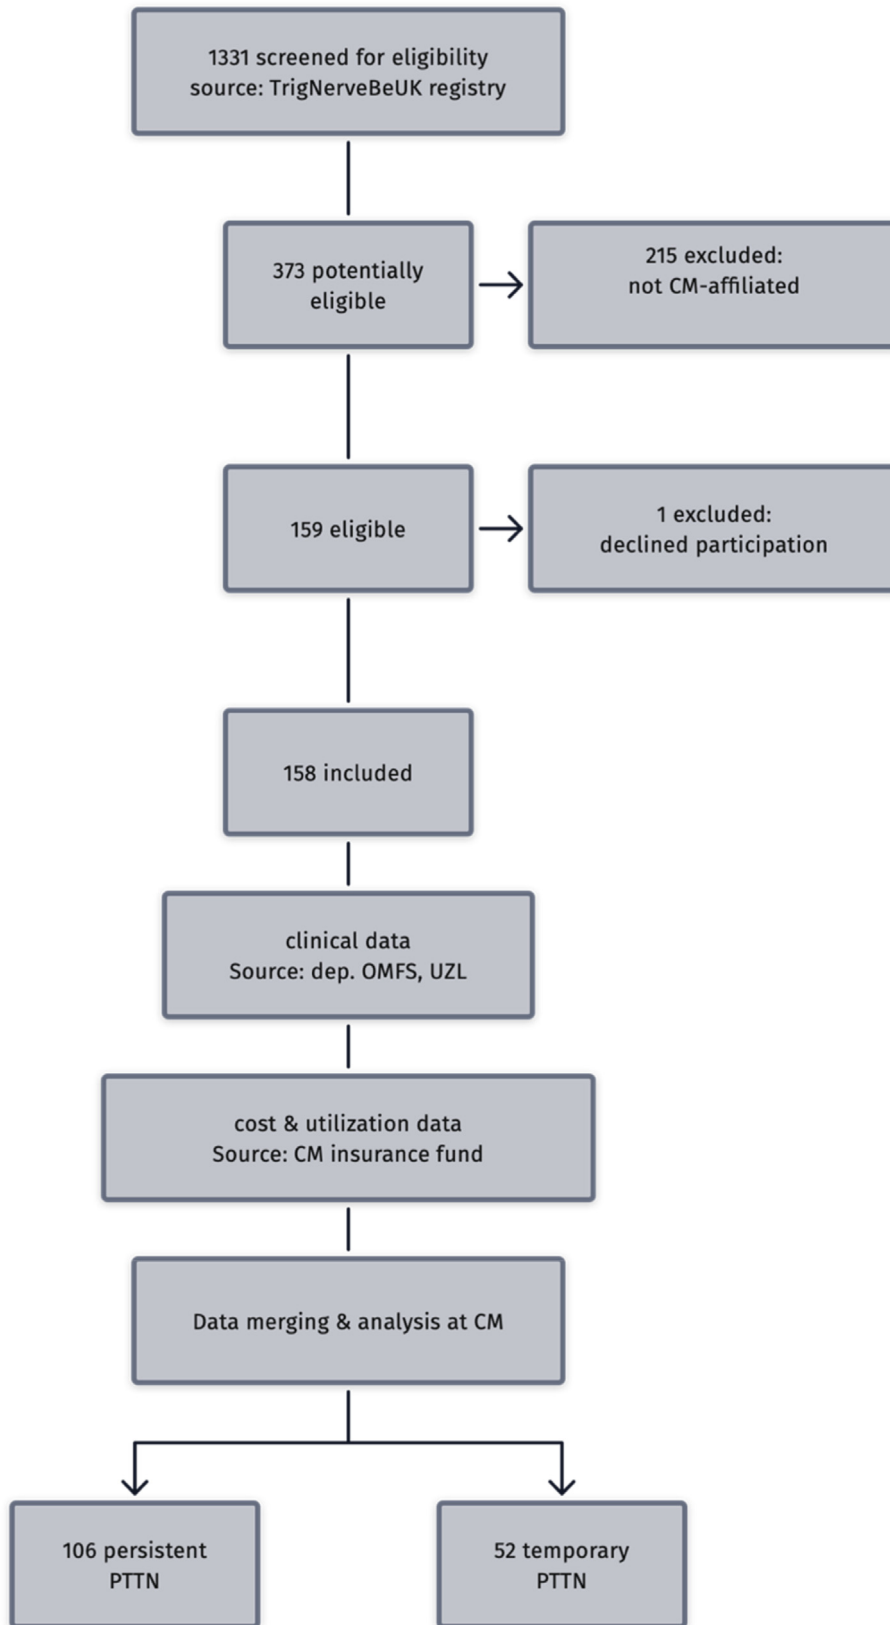 1331 screened for eligibility
source: TrigNerveBeUK registry
373 potentially
eligible
215 excluded:
not CM-affiliated
159 eligible
1 excluded:
declined participation
158 included
clinical data
Source: dep. OMFS, UZL
cost & utilization data
Source: CM insurance fund
Data merging & analysis at CM
106 persistent
PTTN
52 temporary
PTTN